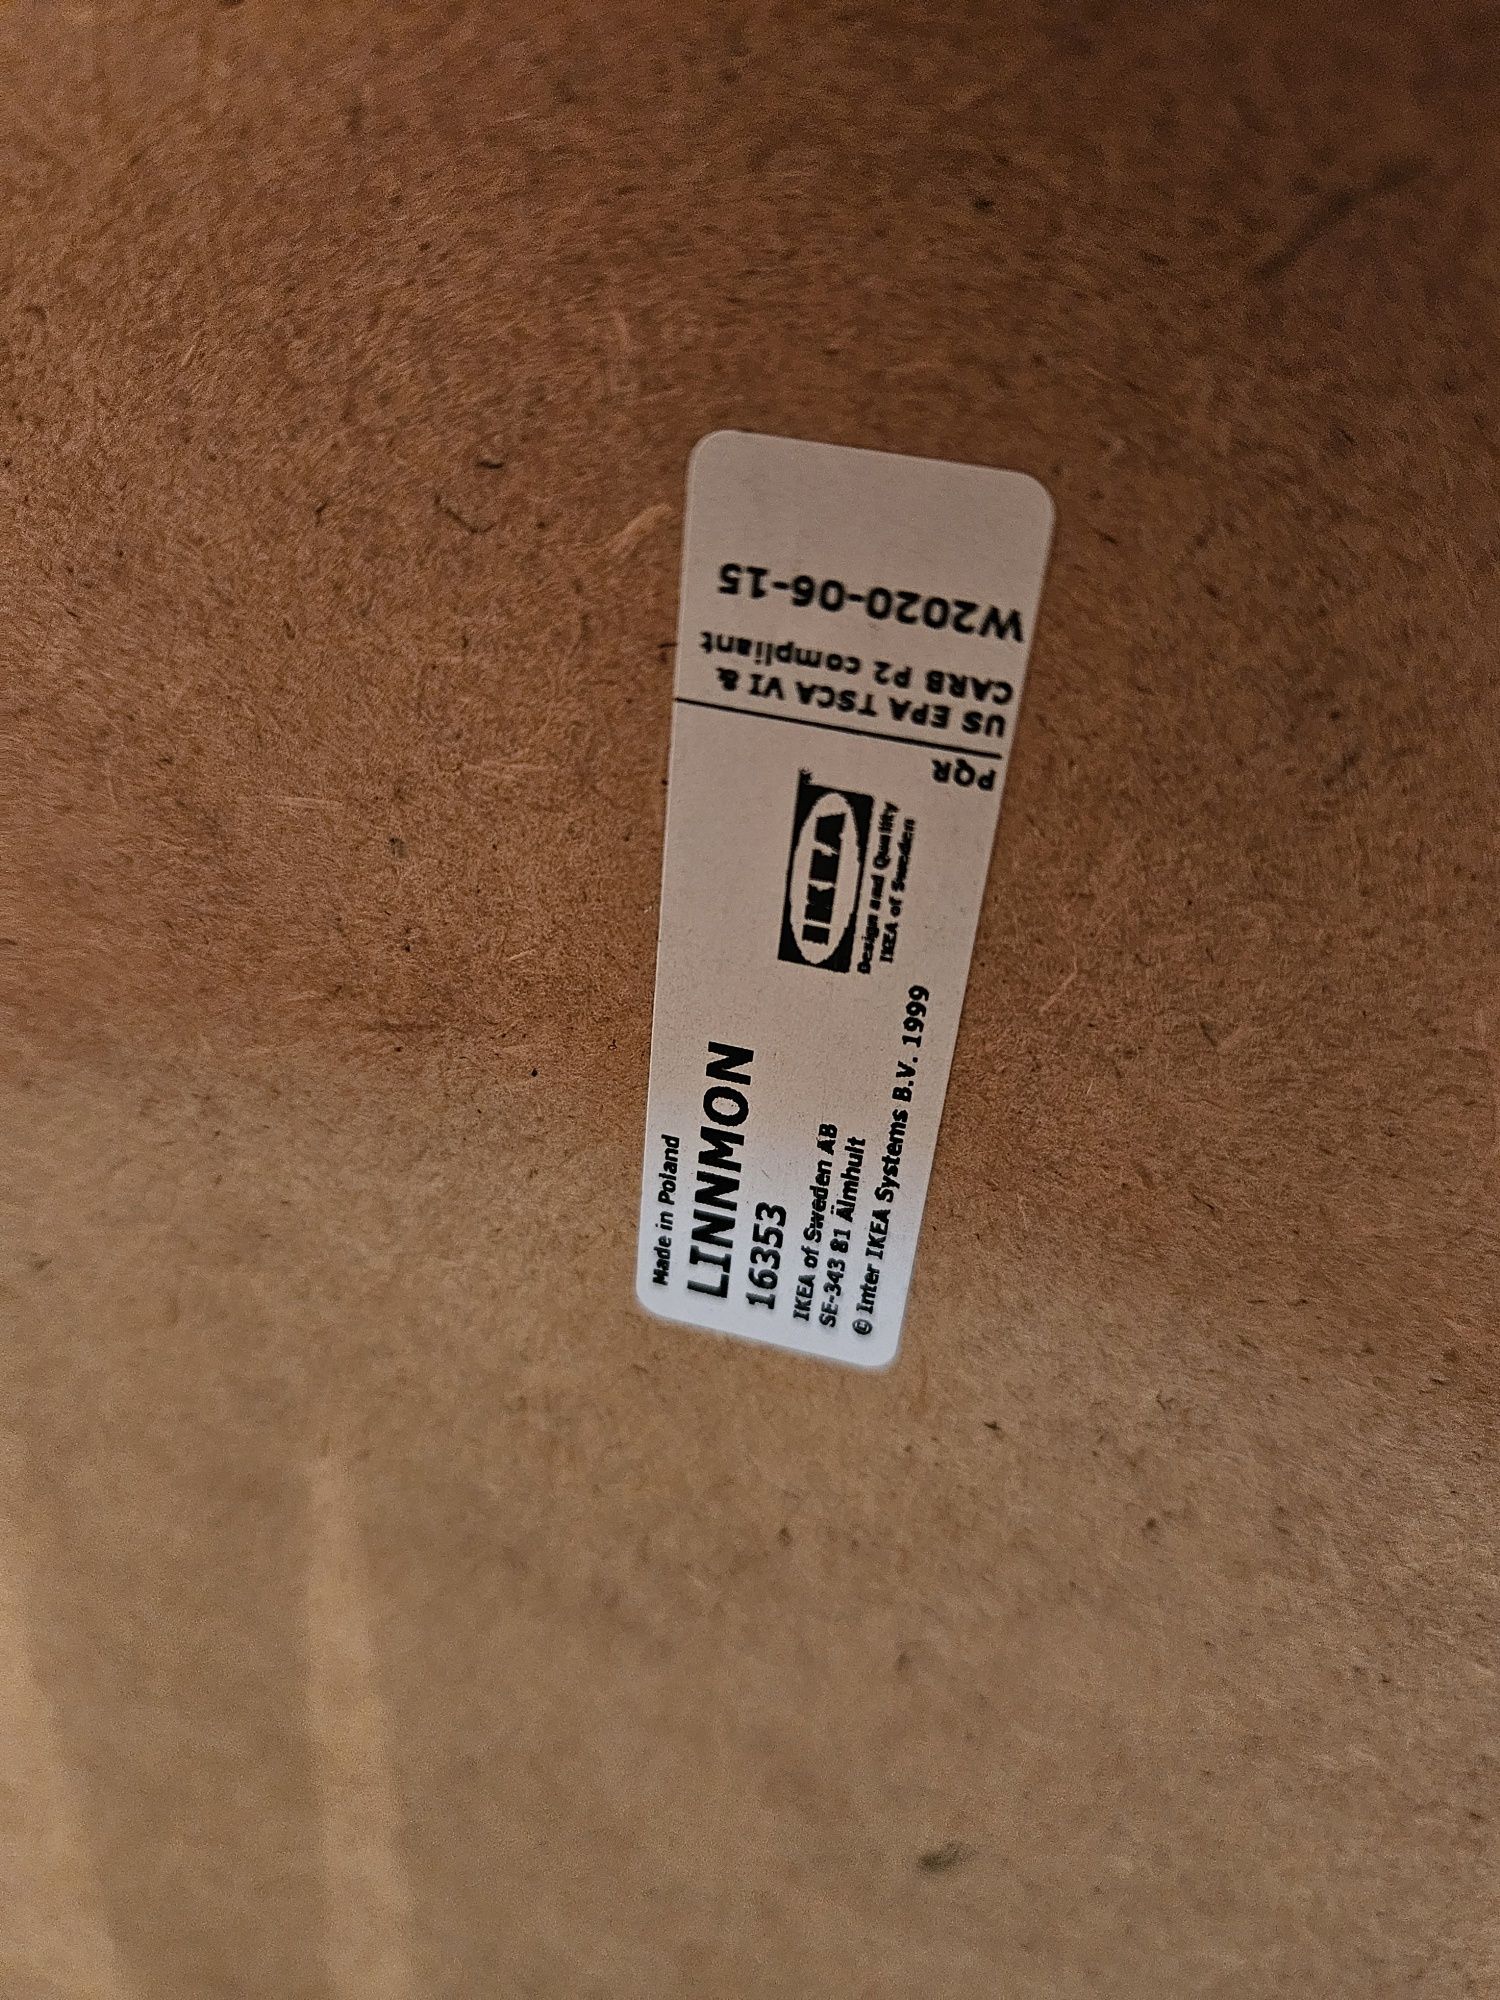 Made in Poland
LINNMON
16353
IKEA of Sweden AB
SE-343 81 Älmhult
© Inter IKEA Systems B.V. 1999
IKEA
Design and Quality
IKEA of Sweden
PQR
US EPA TSCA VI &
CARB P2 compliant
W2020-06-15